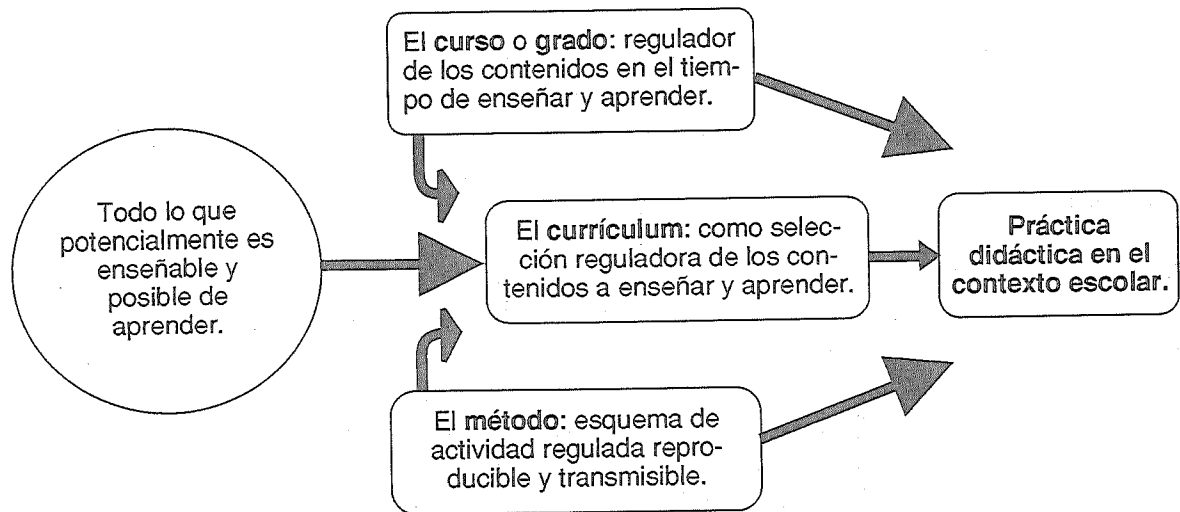 El curso o grado: regulador
de los contenidos en el tiem-
po de enseñar y aprender.
Todo lo que
potencialmente es
enseñable y
posible de
aprender.
El currículum: como selec-
ción reguladora de los con-
tenidos a enseñar y aprender.
Práctica
didáctica en el
contexto escolar.
El método: esquema de
actividad regulada repro-
ducible y transmisible.